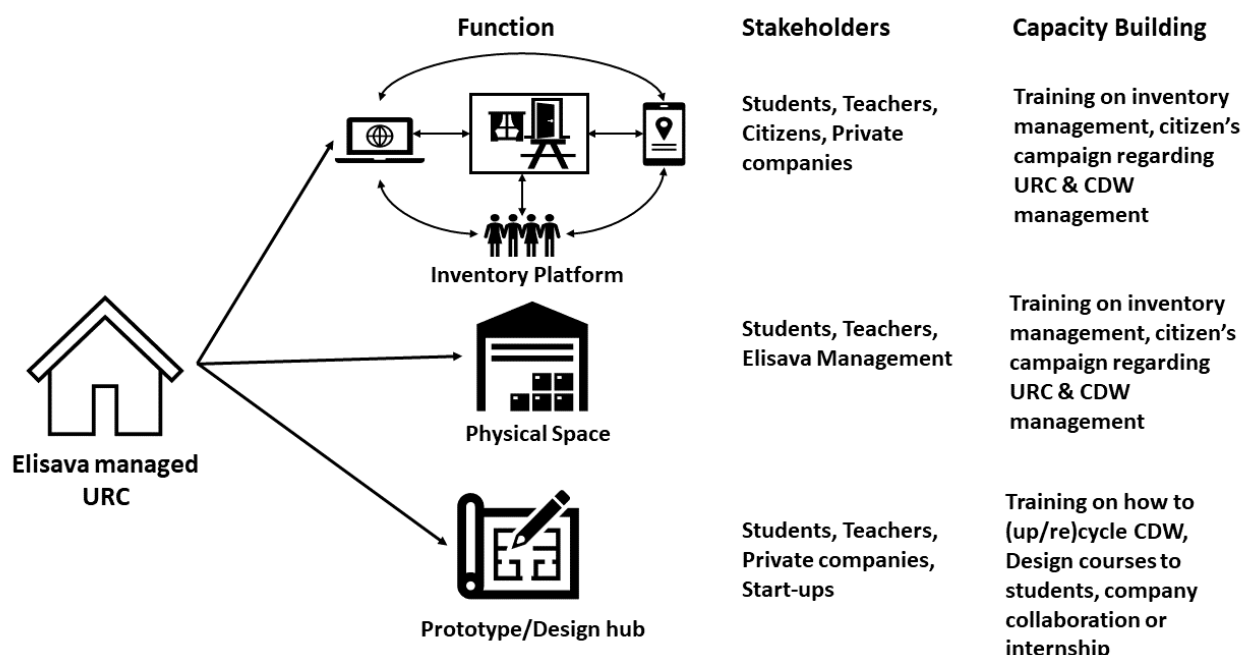 Function
Stakeholders
Capacity Building
Students, Teachers,
Citizens, Private
companies
Training on inventory
management, citizen's
campaign regarding
URC & CDW
management
Inventory Platform
Students, Teachers,
Elisava Management
Training on inventory
management, citizen's
campaign regarding
URC & CDW
management
Physical Space
Elisava managed
URC
Students, Teachers,
Private companies,
Start-ups
Training on how to
(up/re)cycle CDW,
Design courses to
students, company
collaboration or
internship
Prototype/Design hub